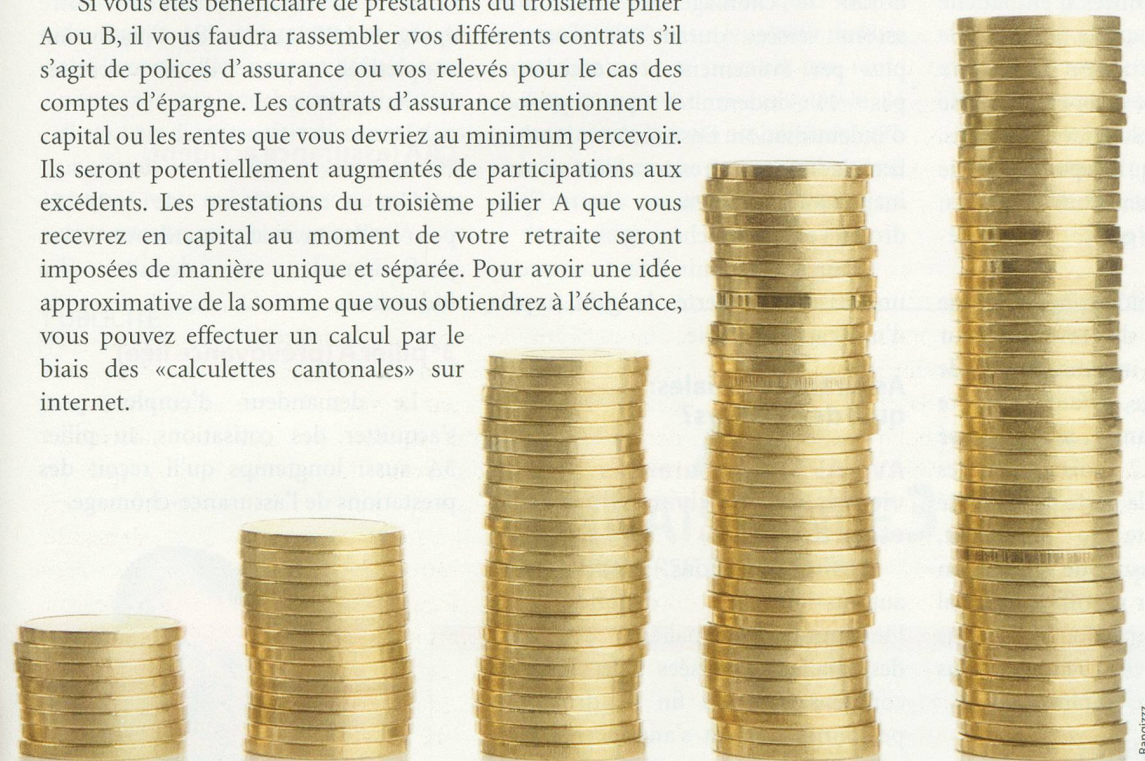 Si vous êtes bénéficiaire de prestations du troisième pilier
A ou B, il vous faudra rassembler vos différents contrats s’il
s’agit de polices d’assurance ou vos relevés pour le cas des
comptes d’épargne. Les contrats d’assurance mentionnent le
capital ou les rentes que vous devriez au minimum percevoir.
Ils seront potentiellement augmentés de participations aux
excédents. Les prestations du troisième pilier A que vous
recevrez en capital au moment de votre retraite seront
imposées de manière unique et séparée. Pour avoir une idée
approximative de la somme que vous obtiendrez à l’échéance,
vous pouvez effectuer un calcul par le
biais des «calculettes cantonales» sur
internet.